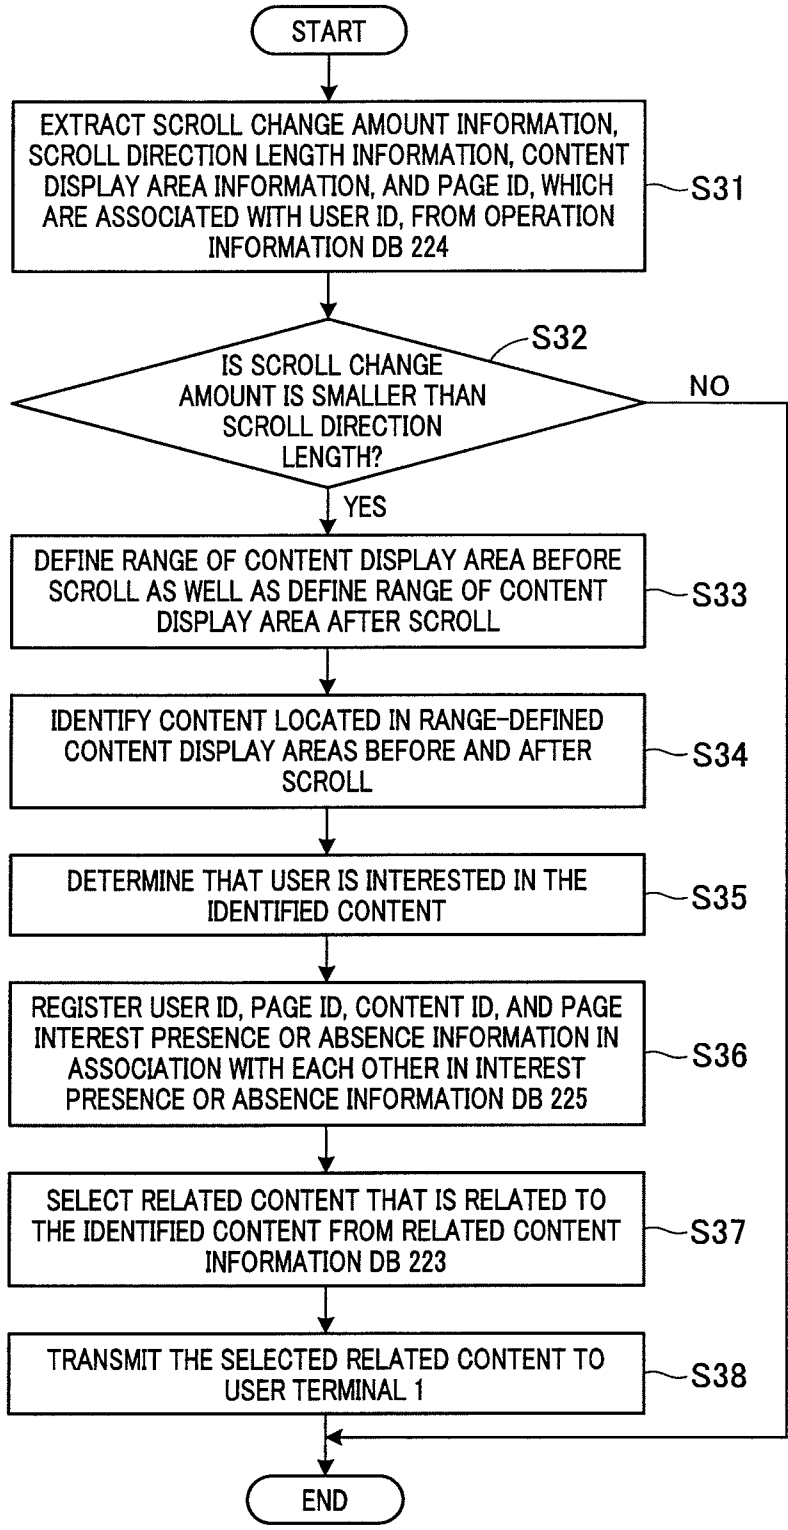 START
EXTRACT SCROLL CHANGE AMOUNT INFORMATION,
SCROLL DIRECTION LENGTH INFORMATION, CONTENT
DISPLAY AREA INFORMATION, AND PAGE ID, WHICH
ARE ASSOCIATED WITH USER ID, FROM OPERATION
INFORMATION DB 224
S31
S32
IS SCROLL CHANGE
AMOUNT IS SMALLER THAN
SCROLL DIRECTION
LENGTH?
NO
YES
DEFINE RANGE OF CONTENT DISPLAY AREA BEFORE
SCROLL AS WELL AS DEFINE RANGE OF CONTENT
DISPLAY AREA AFTER SCROLL
S33
IDENTIFY CONTENT LOCATED IN RANGE-DEFINED
CONTENT DISPLAY AREAS BEFORE AND AFTER
SCROLL
S34
DETERMINE THAT USER IS INTERESTED IN THE
IDENTIFIED CONTENT
S35
REGISTER USER ID, PAGE ID, CONTENT ID, AND PAGE
INTEREST PRESENCE OR ABSENCE INFORMATION IN
ASSOCIATION WITH EACH OTHER IN INTEREST
PRESENCE OR ABSENCE INFORMATION DB 225
S36
SELECT RELATED CONTENT THAT IS RELATED TO
THE IDENTIFIED CONTENT FROM RELATED CONTENT
INFORMATION DB 223
S37
TRANSMIT THE SELECTED RELATED CONTENT TO
USER TERMINAL 1
S38
END